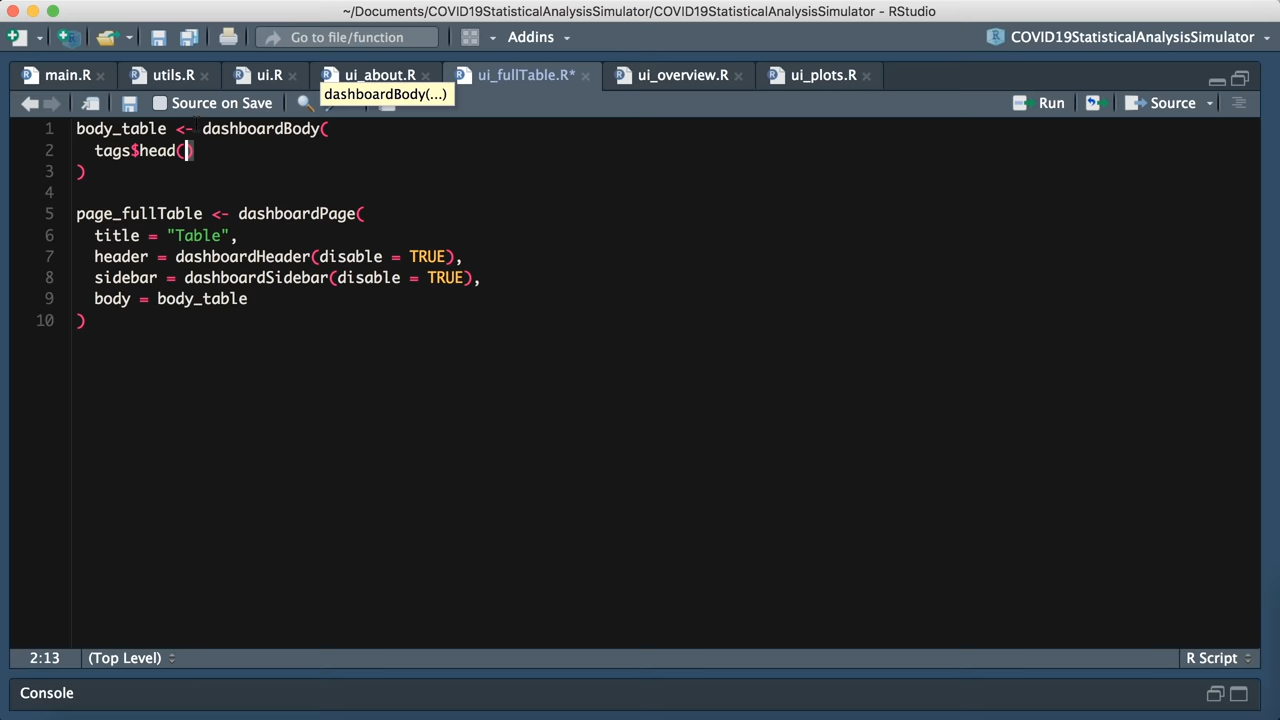 ~/Documents/COVID19StatisticalAnalysisSimulator/COVID19StatisticalAnalysisSimulator - RStudio
Go to file/function Addins COVID19StatisticalAnalysisSimulator
main.R utils.R ui.R ui_about.R ui_fullTable.R* ui_overview.R ui_plots.R
dashboardBody(...)
Source on Save Run Source
1 body_table <- dashboardBody(
2 tags$head()
3 )
4
5 page_fullTable <- dashboardPage(
6 title = "Table",
7 header = dashboardHeader(disable = TRUE),
8 sidebar = dashboardSidebar(disable = TRUE),
9 body = body_table
10 )
2:13 (Top Level) R Script
Console